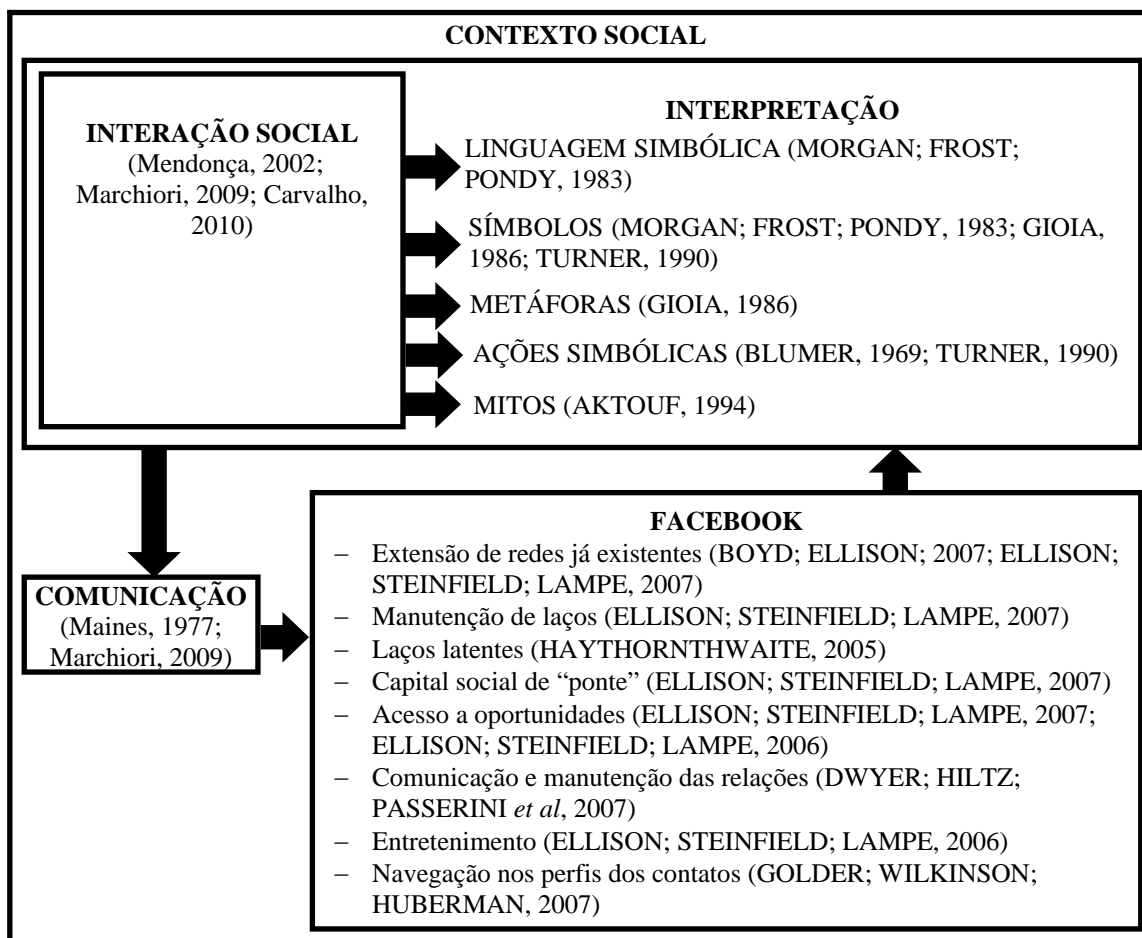 CONTEXTO SOCIAL
INTERAÇÃO SOCIAL
(Mendonça, 2002;
Marchiori, 2009; Carvalho,
2010)
INTERPRETAÇÃO
LINGUAGEM SIMBÓLICA (MORGAN; FROST;
PONDY, 1983)
SÍMBOLOS (MORGAN; FROST; PONDY, 1983; GIOIA,
1986; TURNER, 1990)
METÁFORAS (GIOIA, 1986)
AÇÕES SIMBÓLICAS (BLUMER, 1969; TURNER, 1990)
MITOS (AKTOUF, 1994)
COMUNICAÇÃO
(Maines, 1977;
Marchiori, 2009)
FACEBOOK
– Extensão de redes já existentes (BOYD; ELLISON; 2007; ELLISON;
STEINFIELD; LAMPE, 2007)
– Manutenção de laços (ELLISON; STEINFIELD; LAMPE, 2007)
– Laços latentes (HAYTHORNTHWAITE, 2005)
– Capital social de “ponte” (ELLISON; STEINFIELD; LAMPE, 2007)
– Acesso a oportunidades (ELLISON; STEINFIELD; LAMPE, 2007;
ELLISON; STEINFIELD; LAMPE, 2006)
– Comunicação e manutenção das relações (DWYER; HILTZ;
PASSERINI et al, 2007)
– Entretenimento (ELLISON; STEINFIELD; LAMPE, 2006)
– Navegação nos perfis dos contatos (GOLDER; WILKINSON;
HUBERMAN, 2007)